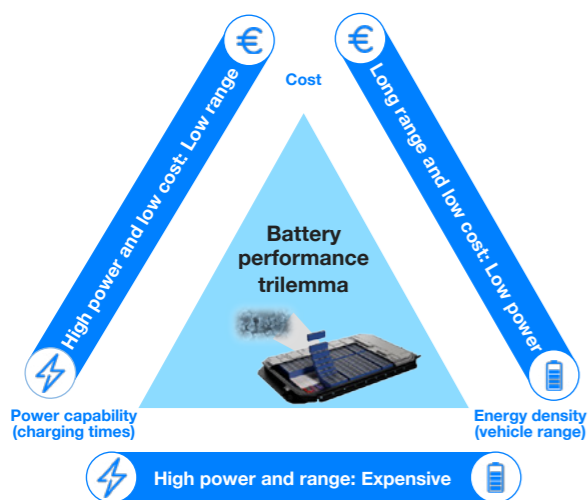 €
€
Cost
High power and low cost: Low range
Long range and low cost: Low power
Battery
performance
trilemma
Power capability
(charging times)
Energy density
(vehicle range)
High power and range: Expensive